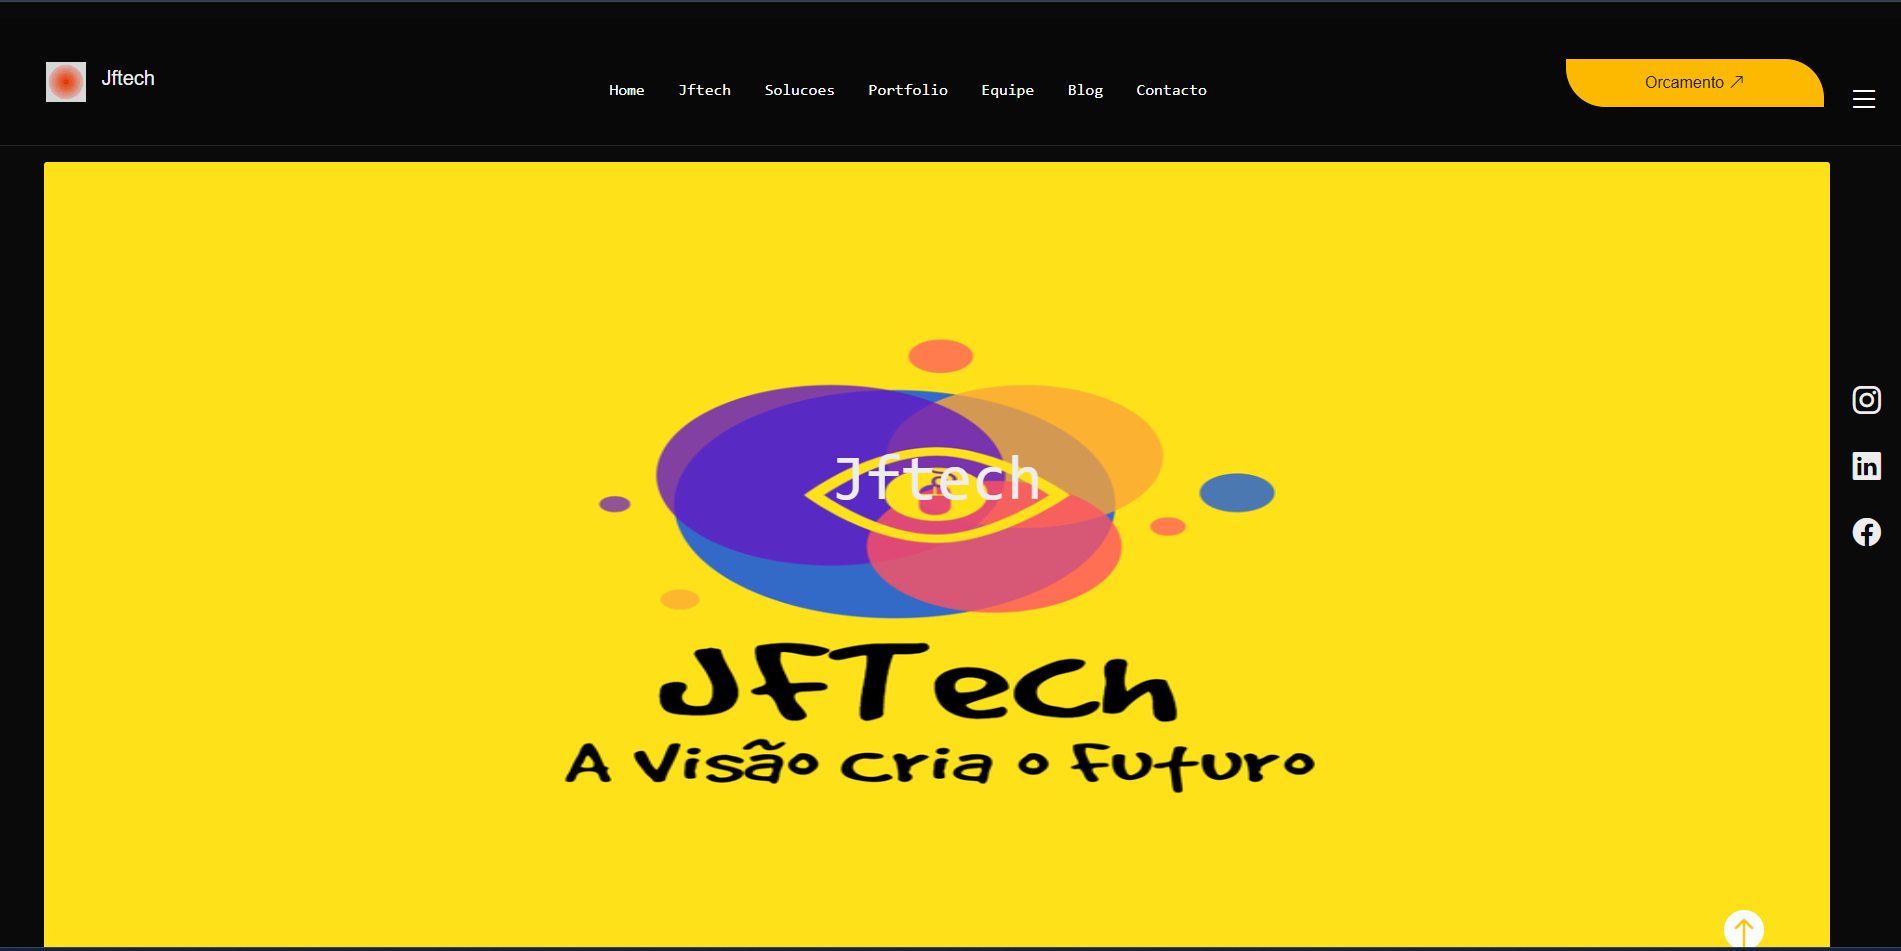 Jftech
Home Jftech Solucoes Portfolio Equipe Blog Contacto
Orcamento
Jftech
JFTech
A Visão Cria o Futuro